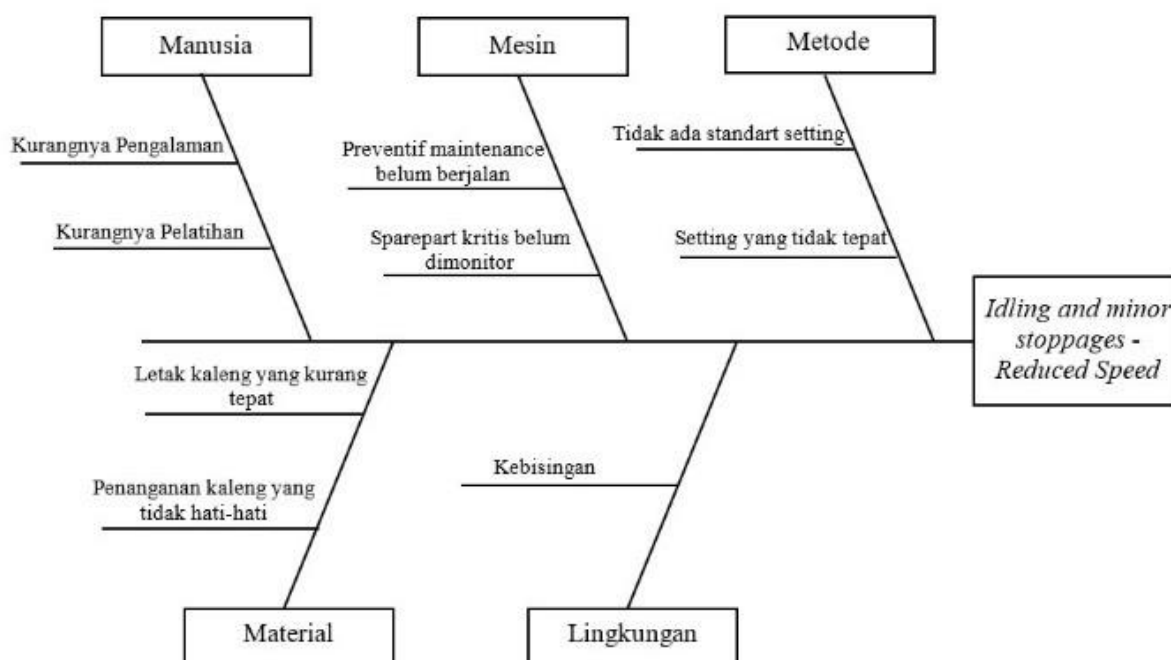 Manusia
Mesin
Metode
Kurangnya Pengalaman
Kurangnya Pelatihan
Preventif maintenance
belum berjalan
Sparepart kritis belum
dimonitor
Tidak ada standart setting
Setting yang tidak tepat
Idling and minor
stoppages -
Reduced Speed
Letak kaleng yang kurang
tepat
Penanganan kaleng yang
tidak hati-hati
Kebisingan
Material
Lingkungan